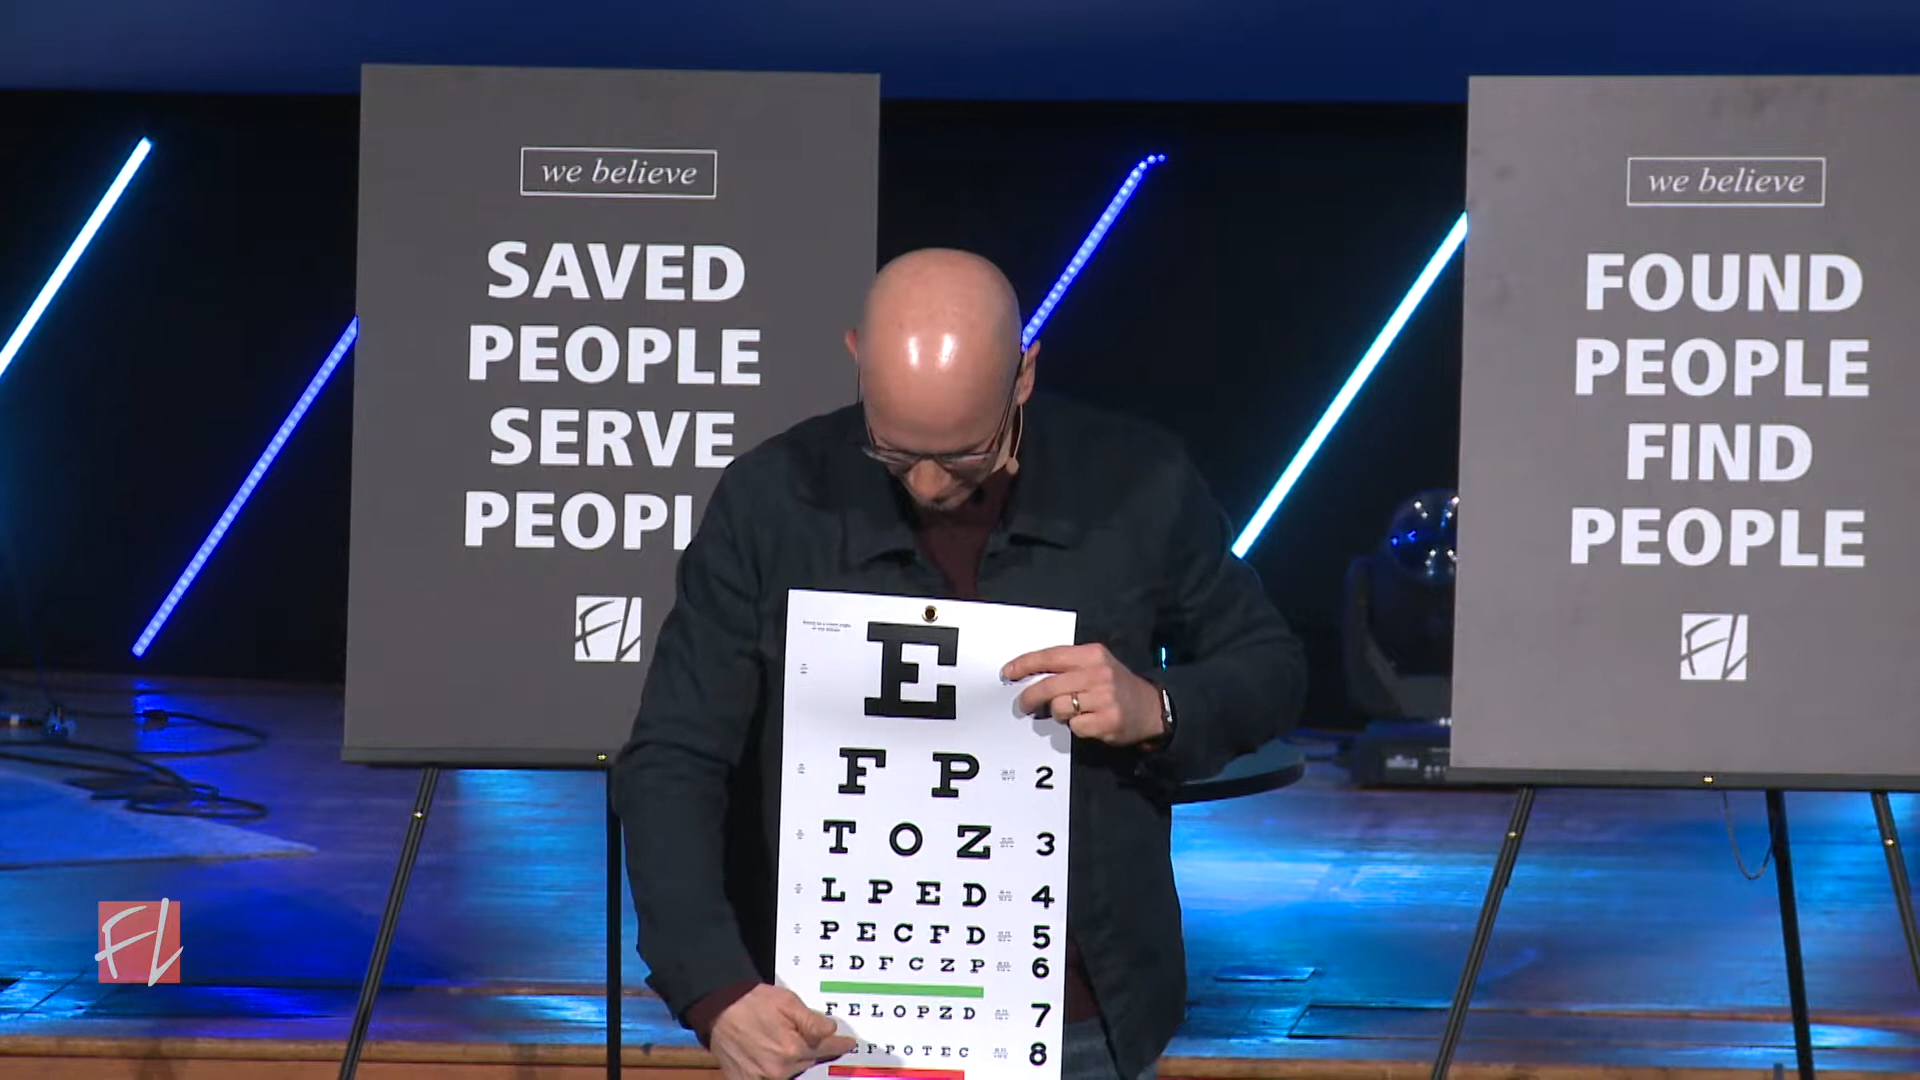 we believe
SAVED
PEOPLE
SERVE
PEOPL
FL
we believe
FOUND
PEOPLE
FIND
PEOPLE
FL
E
F P 2
T O Z 3
L P E D 4
P E C F D 5
E D F C Z P 6
F E L O P Z D 7
E F P O T E C 8
FL